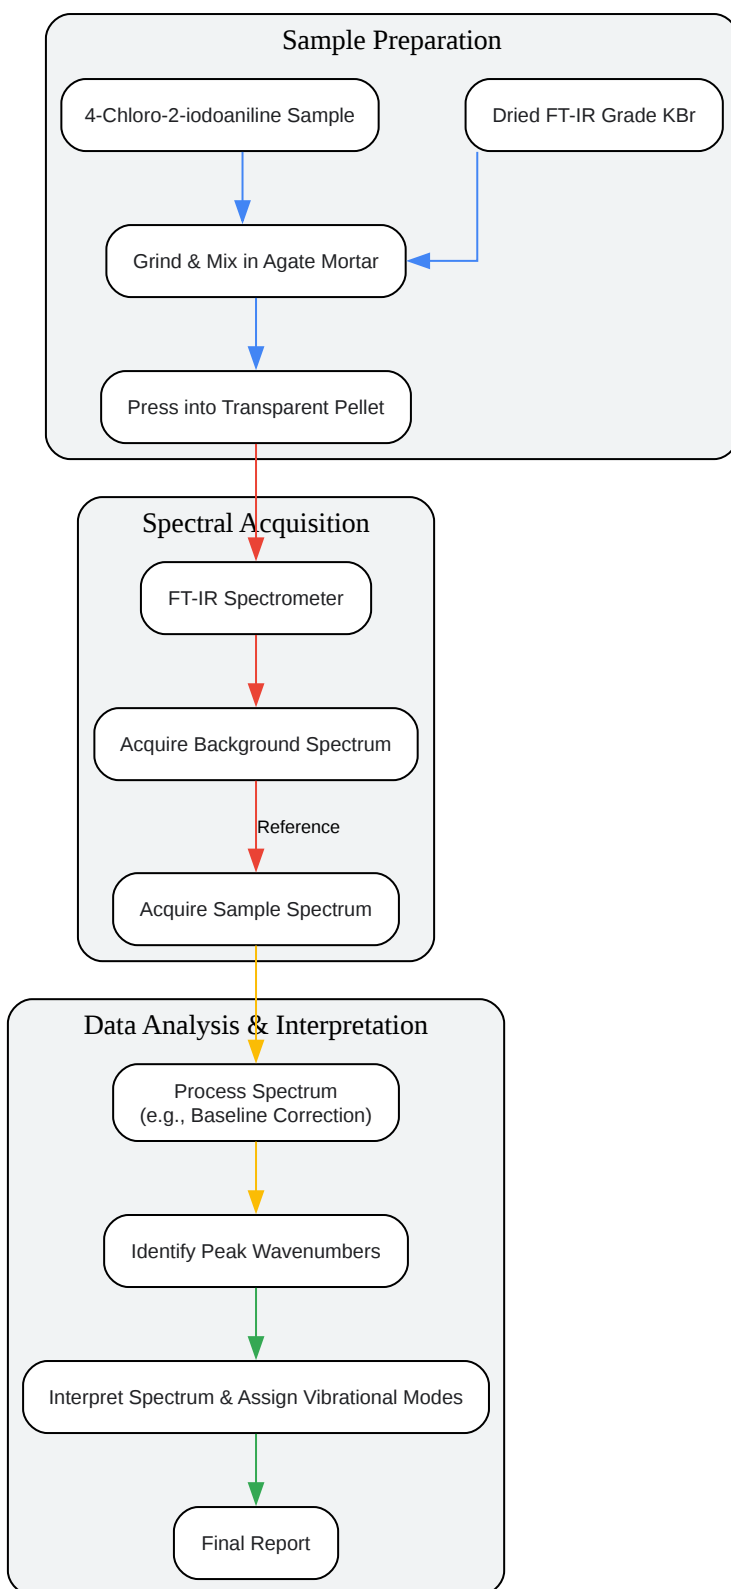 Sample Preparation
4-Chloro-2-iodoaniline Sample
Dried FT-IR Grade KBr
Grind & Mix in Agate Mortar
Press into Transparent Pellet
Spectral Acquisition
FT-IR Spectrometer
Acquire Background Spectrum
Reference
Acquire Sample Spectrum
Data Analysis & Interpretation
Process Spectrum
(e.g., Baseline Correction)
Identify Peak Wavenumbers
Interpret Spectrum & Assign Vibrational Modes
Final Report